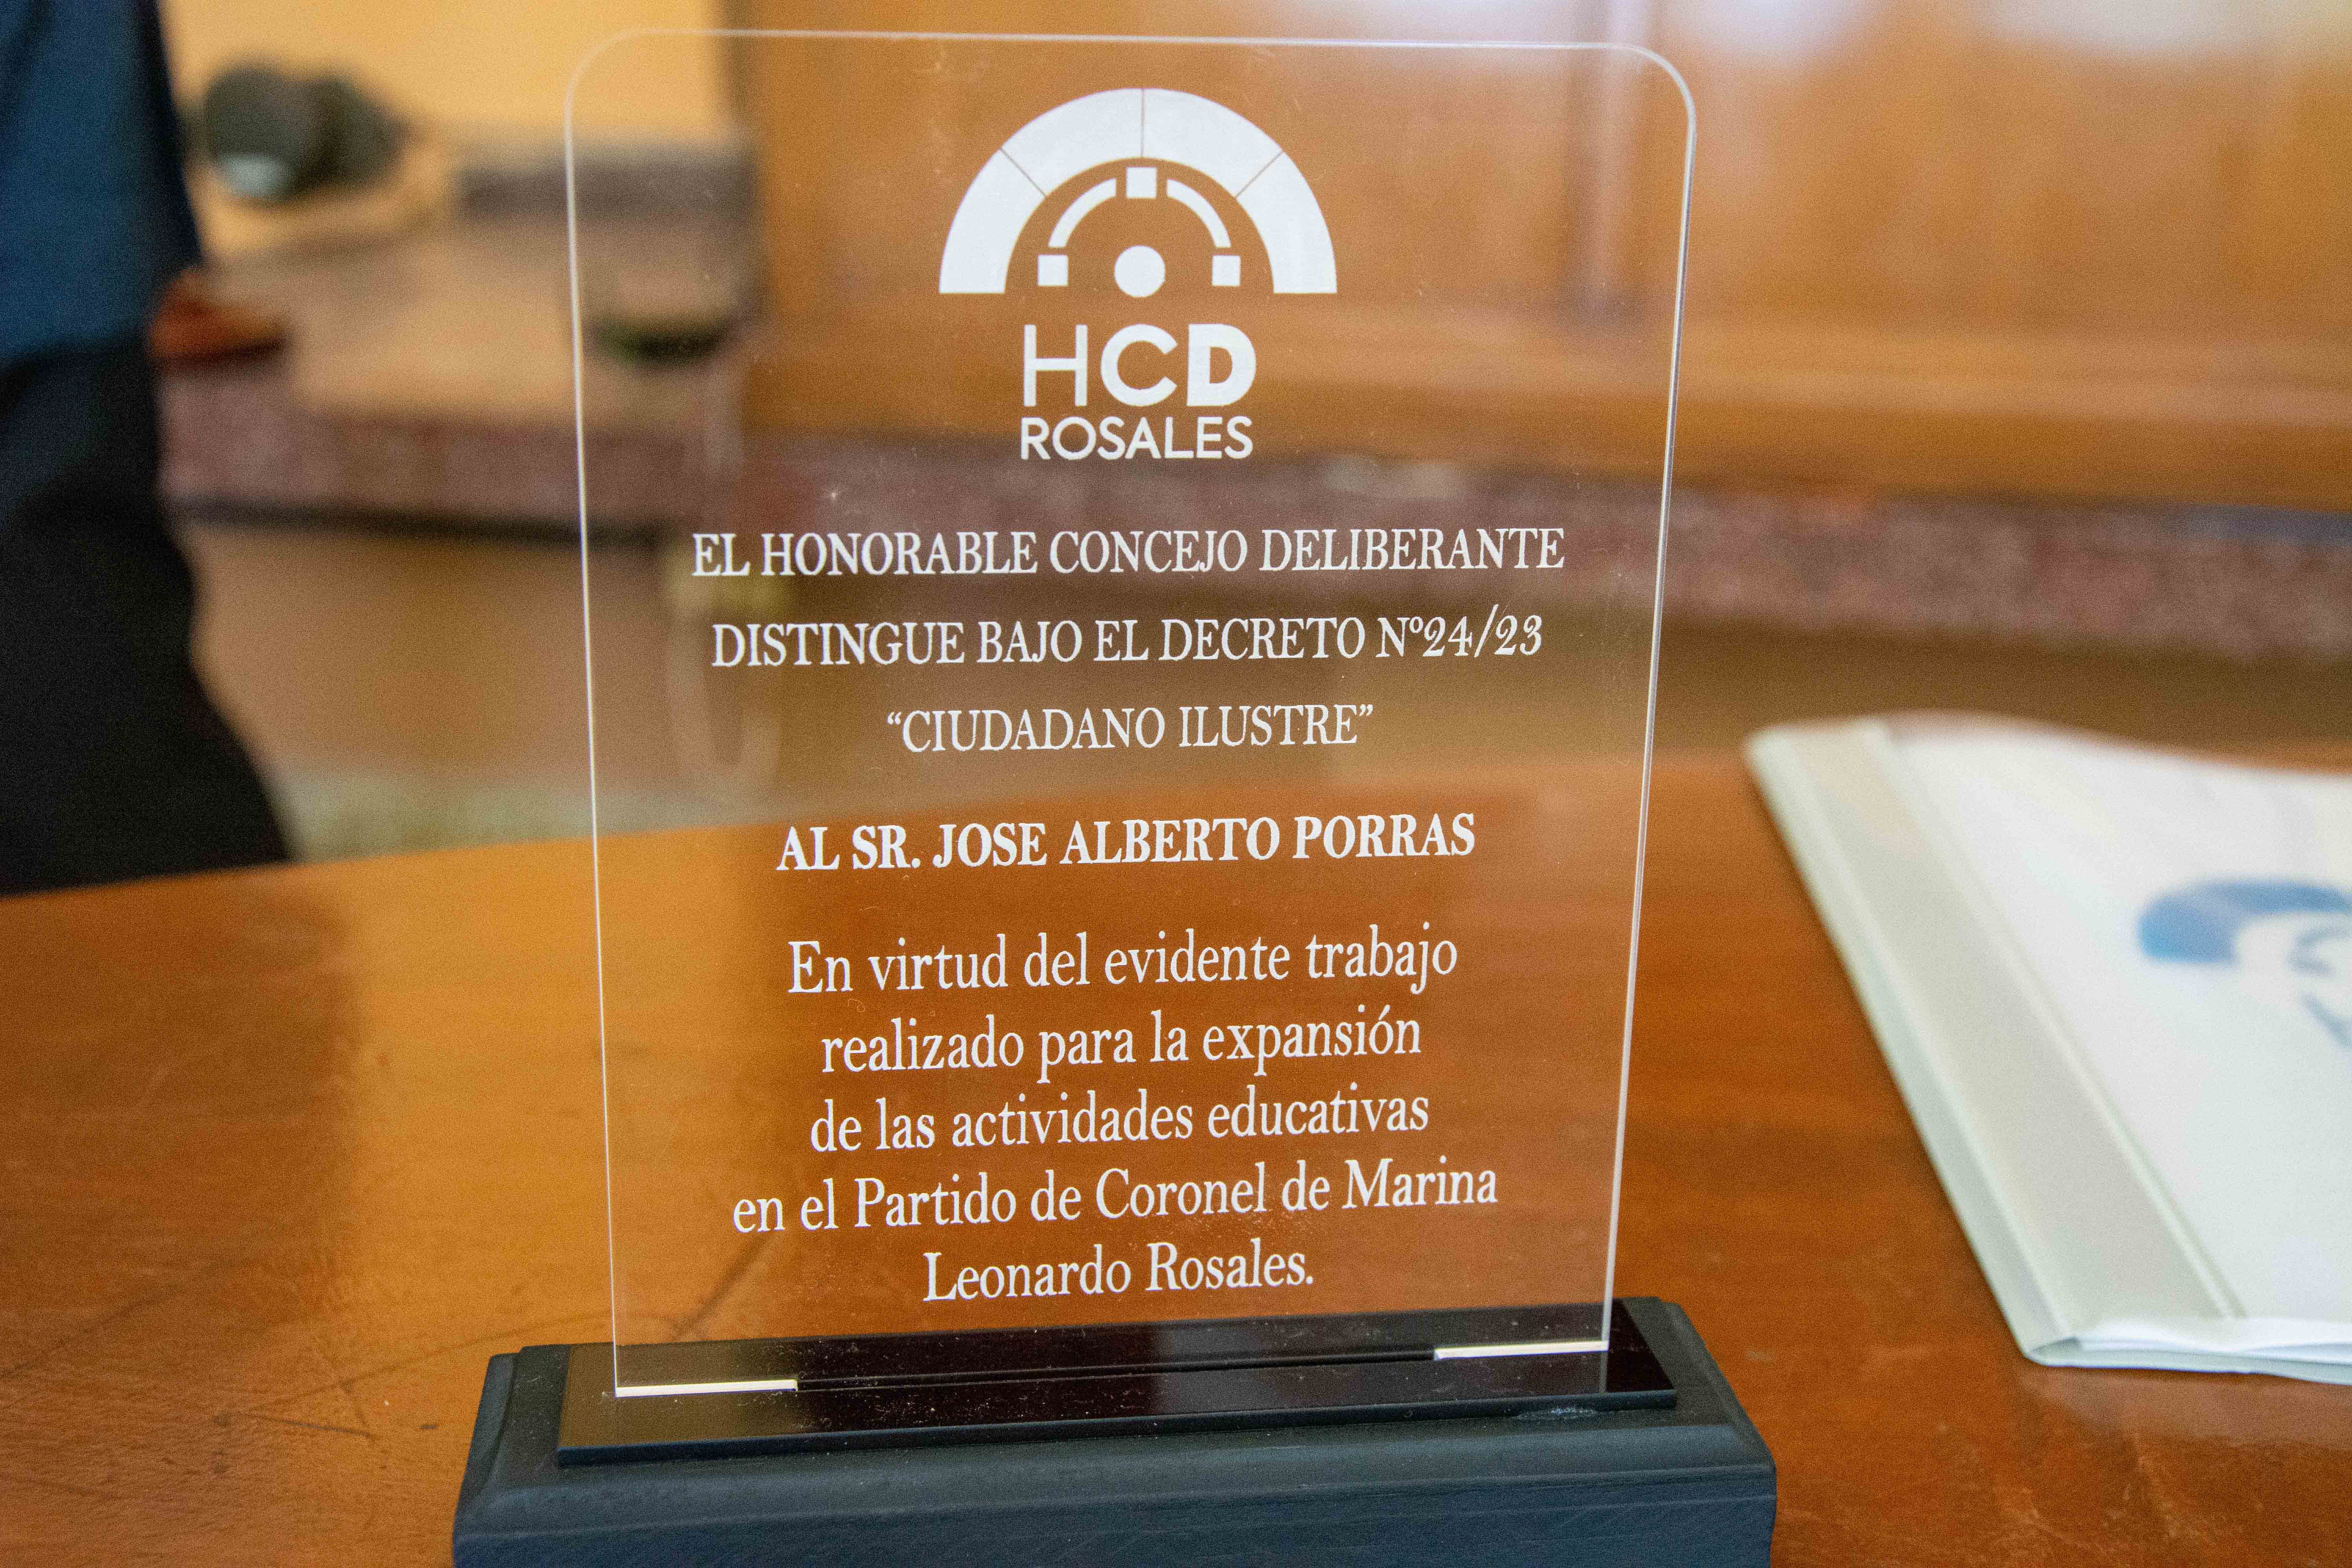 HCD
ROSALES
EL HONORABLE CONCEJO DELIBERANTE
DISTINGUE BAJO EL DECRETO Nº24/23
“CIUDADANO ILUSTRE”
AL SR. JOSE ALBERTO PORRAS
En virtud del evidente trabajo
realizado para la expansión
de las actividades educativas
en el Partido de Coronel de Marina
Leonardo Rosales.